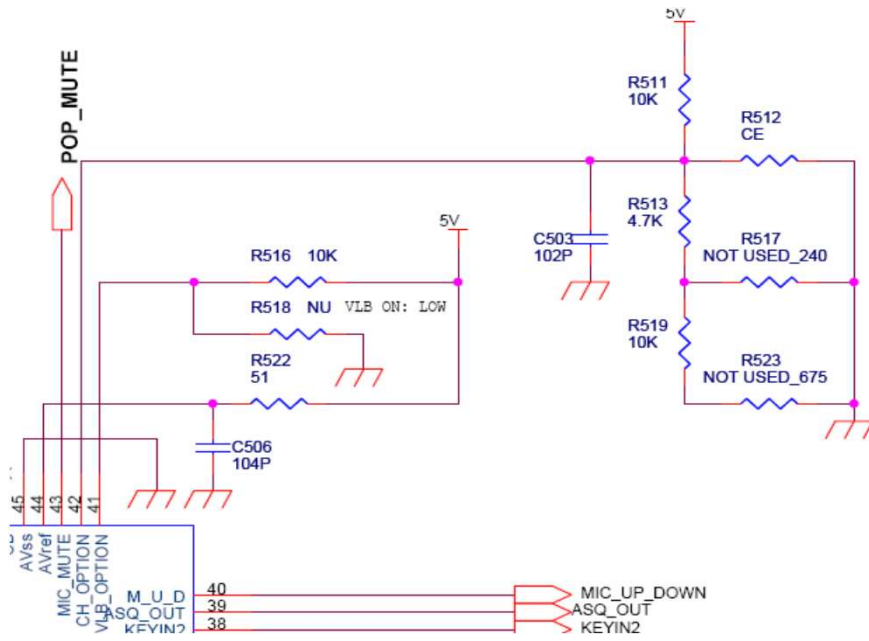 5V
R511
10K
R512
CE
POP_MUTE
R513
4.7K
5V
C503
102P
R517
NOT USED_240
R516 10K
R518 NU VLB ON: LOW
R519
10K
R522
51
R523
NOT USED_675
C506
104P
45
44
43
42
41
AVss
AVref
MIC_MUTE
CH_OPTION
VLB_OPTION
M_U_D 40 MIC_UP_DOWN
ASQ_OUT 39 ASQ_OUT
KEYIN2 38 KEYIN2